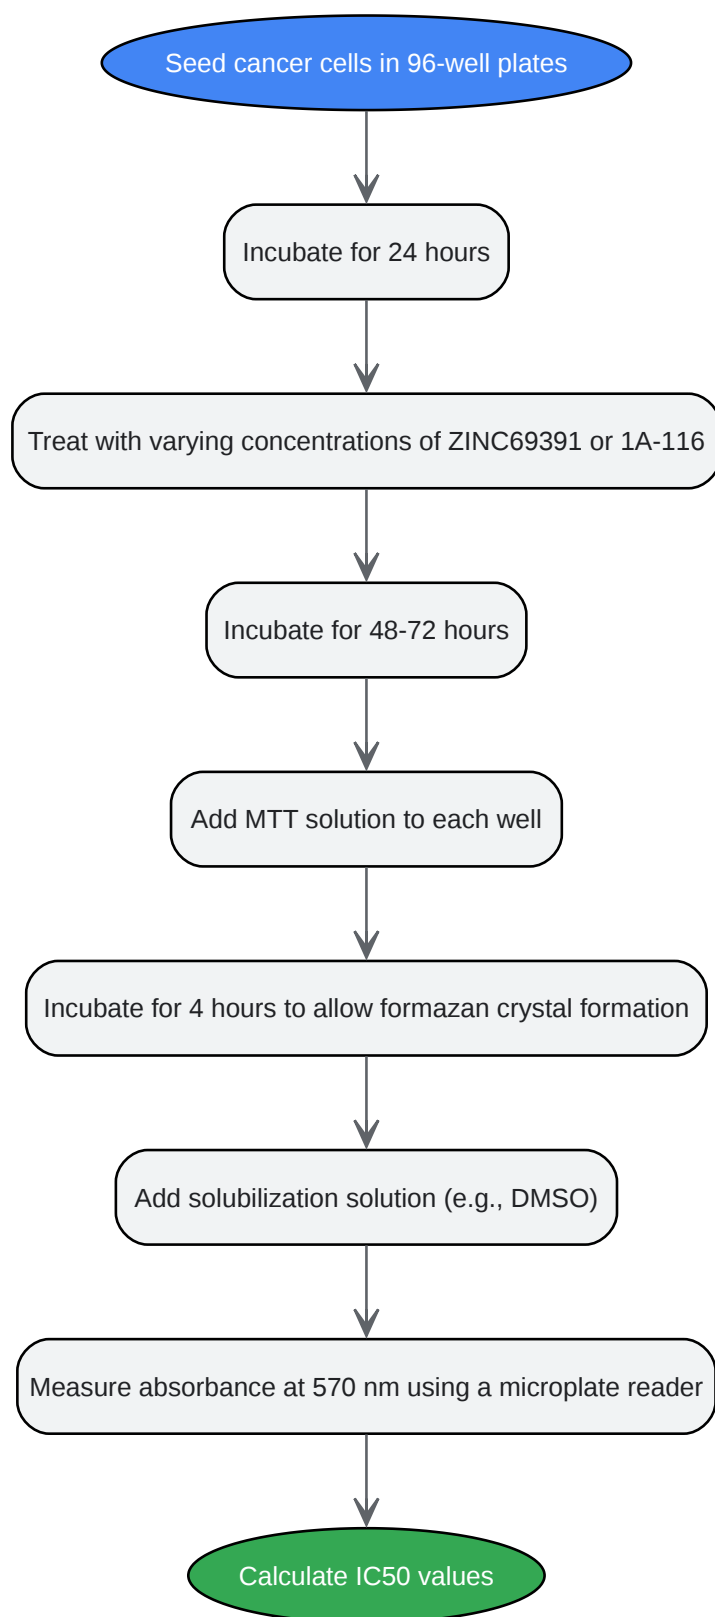 Seed cancer cells in 96-well plates
Incubate for 24 hours
Treat with varying concentrations of ZINC69391 or 1A-116
Incubate for 48-72 hours
Add MTT solution to each well
Incubate for 4 hours to allow formazan crystal formation
Add solubilization solution (e.g., DMSO)
Measure absorbance at 570 nm using a microplate reader
Calculate IC50 values